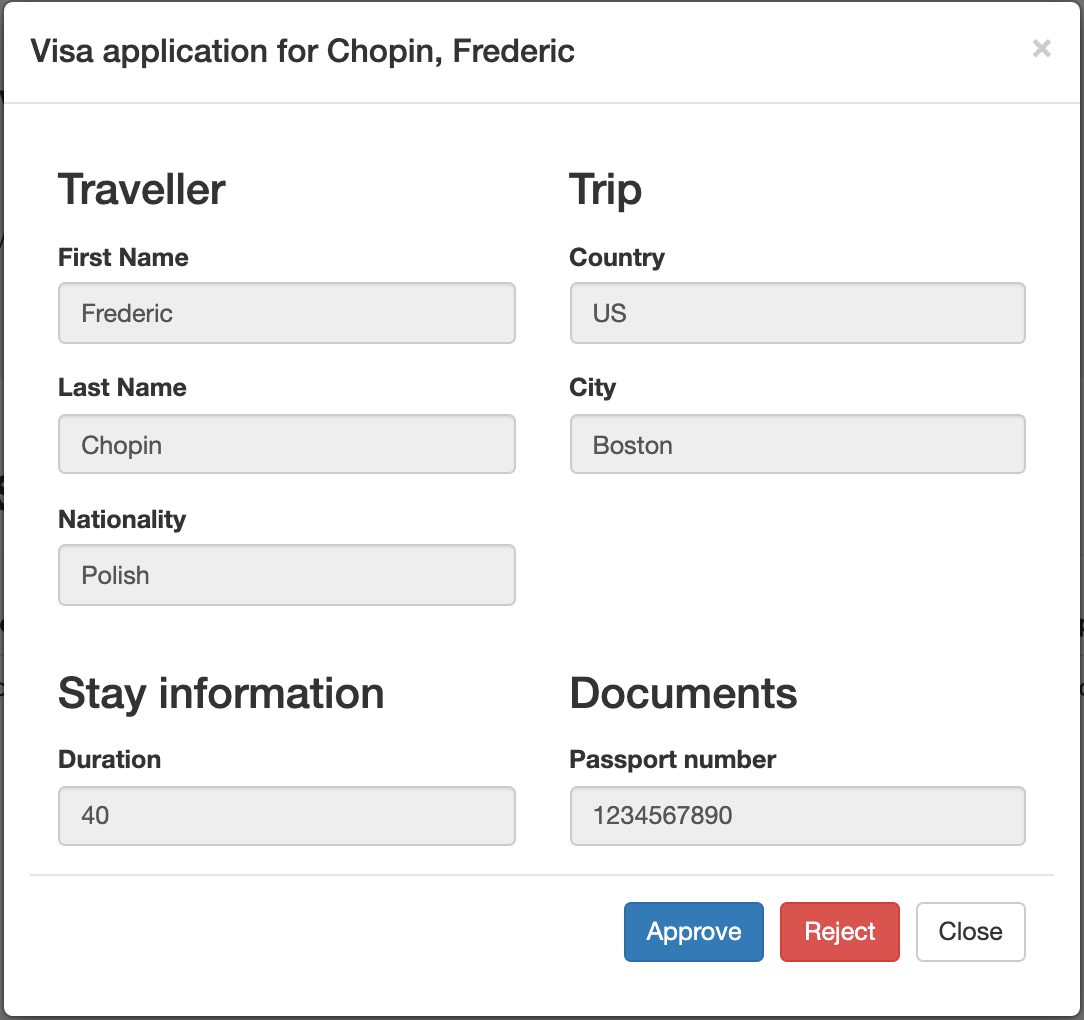 Visa application for Chopin, Frederic
×
Traveller
First Name
Frederic
Last Name
Chopin
Nationality
Polish
Trip
Country
US
City
Boston
Stay information
Duration
40
Documents
Passport number
1234567890
Approve
Reject
Close